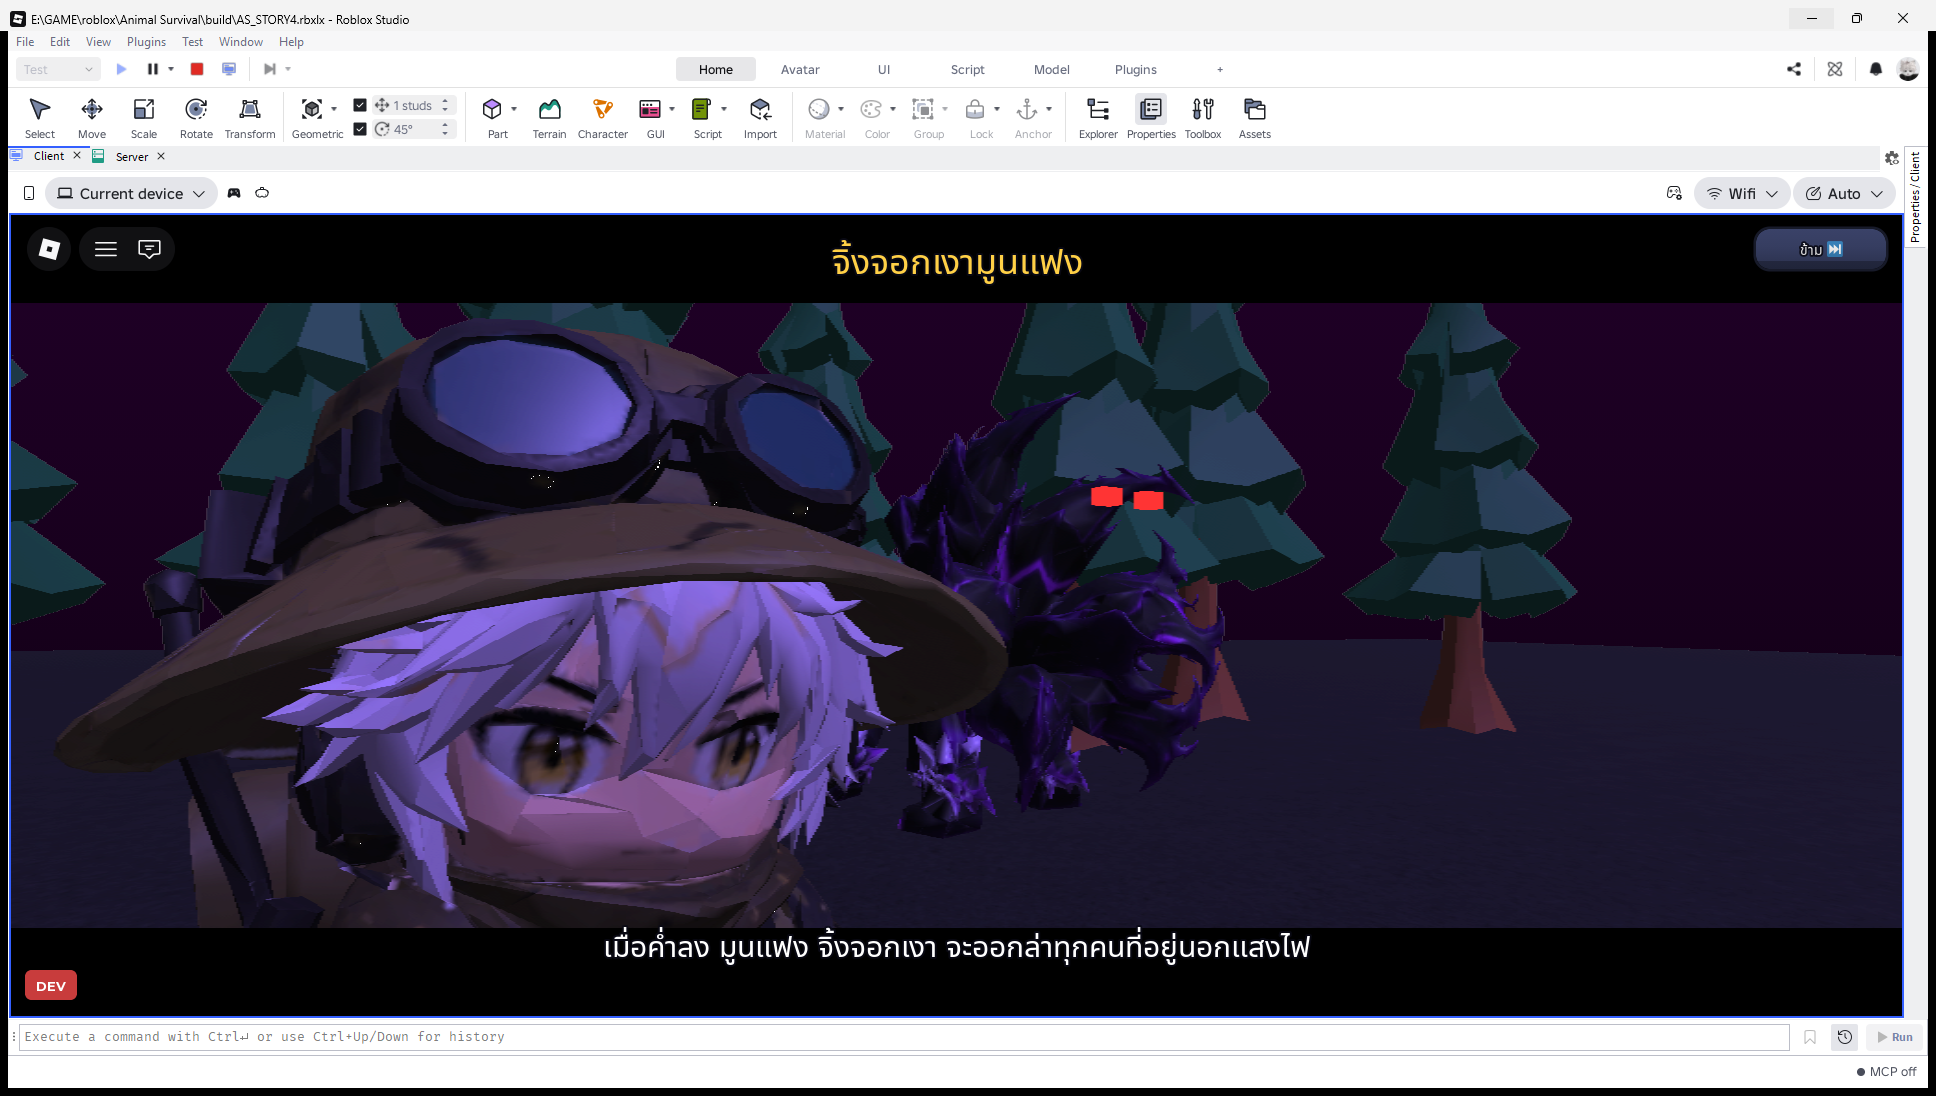 E:\GAME\roblox\Animal Survival\build\AS_STORY4.rbxlx - Roblox Studio
File Edit View Plugins Test Window Help
Test Home Avatar UI Script Model Plugins +
1 studs
45°
Select Move Scale Rotate Transform Geometric Part Terrain Character GUI Script Import Material Color Group Lock Anchor Explorer Properties Toolbox Assets
Client Server
Properties / Client
Current device Wifi Auto
จิ้งจอกเงามูนแฟง
ข้าม
เมื่อค่ำลง มูนแฟง จิ้งจอกเงา จะออกล่าทุกคนที่อยู่นอกแสงไฟ
DEV
Execute a command with Ctrl↵ or use Ctrl+Up/Down for history
Run
MCP off